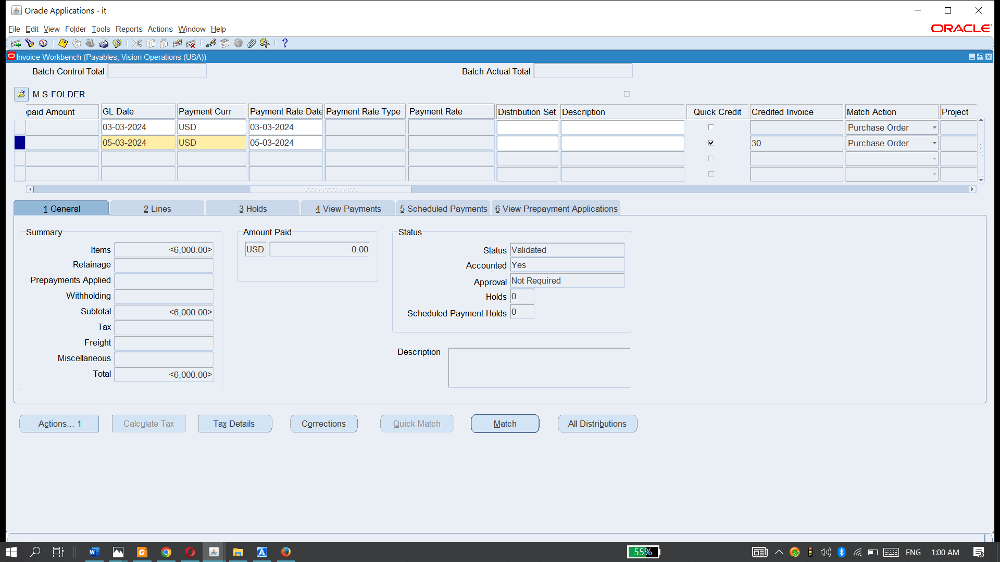 Oracle Applications - it
File Edit View Folder Tools Reports Actions Window Help
ORACLE
Invoice Workbench (Payables, Vision Operations (USA))
Batch Control Total
Batch Actual Total
M.S-FOLDER
epaid Amount GL Date Payment Curr Payment Rate Date Payment Rate Type Payment Rate Distribution Set Description Quick Credit Credited Invoice Match Action Project
03-03-2024 USD 03-03-2024 Purchase Order
05-03-2024 USD 05-03-2024 30 Purchase Order
1 General 2 Lines 3 Holds 4 View Payments 5 Scheduled Payments 6 View Prepayment Applications
Summary
Items <6,000.00>
Retainage
Prepayments Applied
Withholding
Subtotal <6,000.00>
Tax
Freight
Miscellaneous
Total <6,000.00>
Amount Paid
USD 0.00
Status
Status Validated
Accounted Yes
Approval Not Required
Holds 0
Scheduled Payment Holds 0
Description
Actions... 1 Calculate Tax Tax Details Corrections Quick Match Match All Distributions
55% ENG 1:00 AM